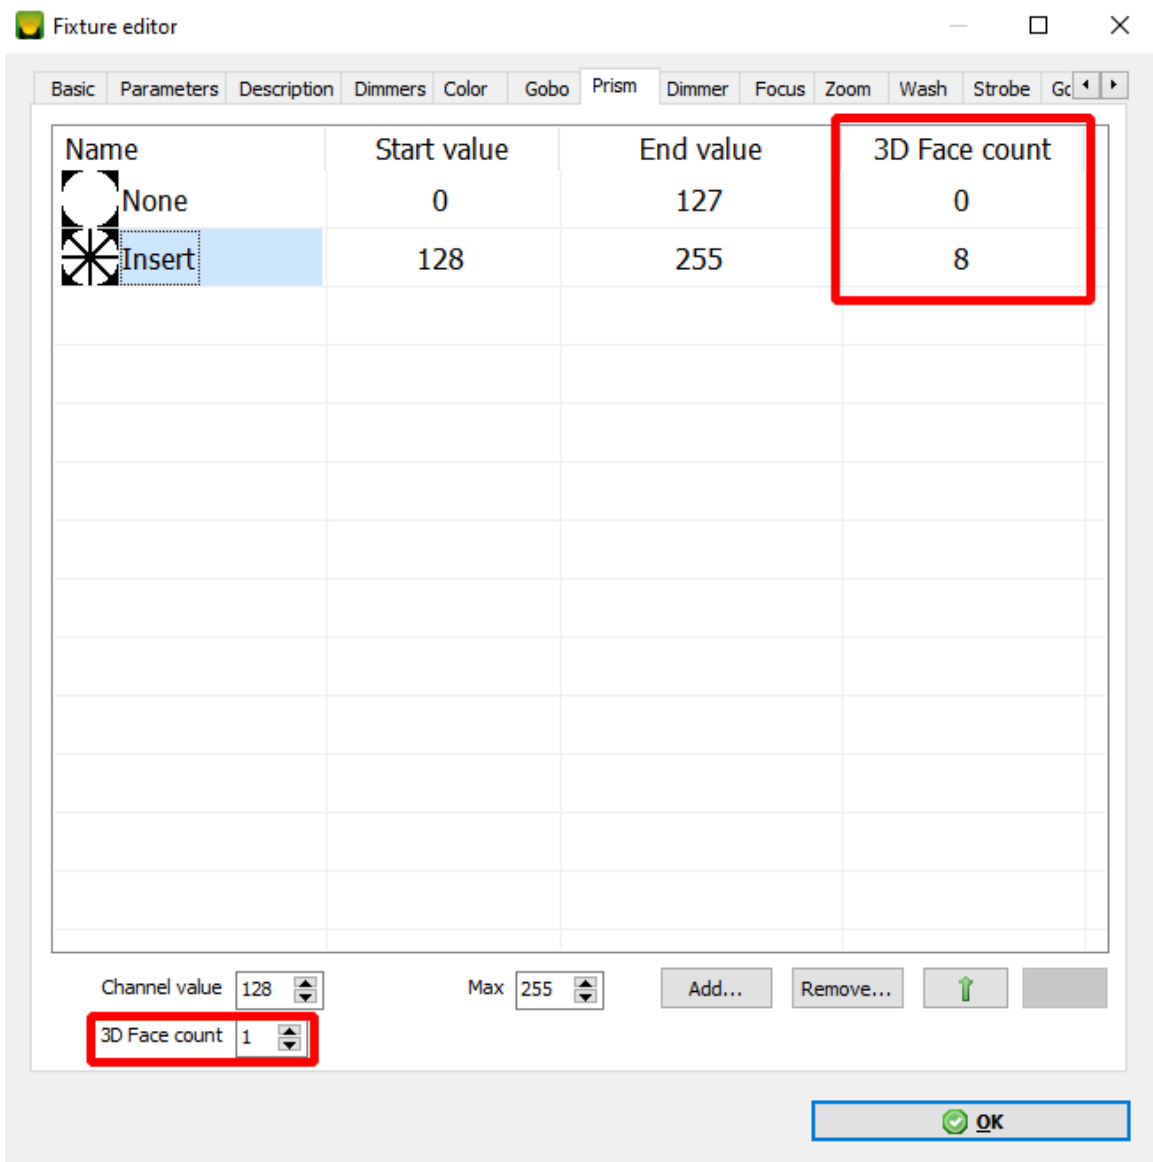 Fixture editor
Basic Parameters Description Dimmers Color Gobo Prism Dimmer Focus Zoom Wash Strobe
Name Start value End value 3D Face count
None 0 127 0
Insert 128 255 8
Channel value 128 Max 255 Add... Remove...
3D Face count 1
OK